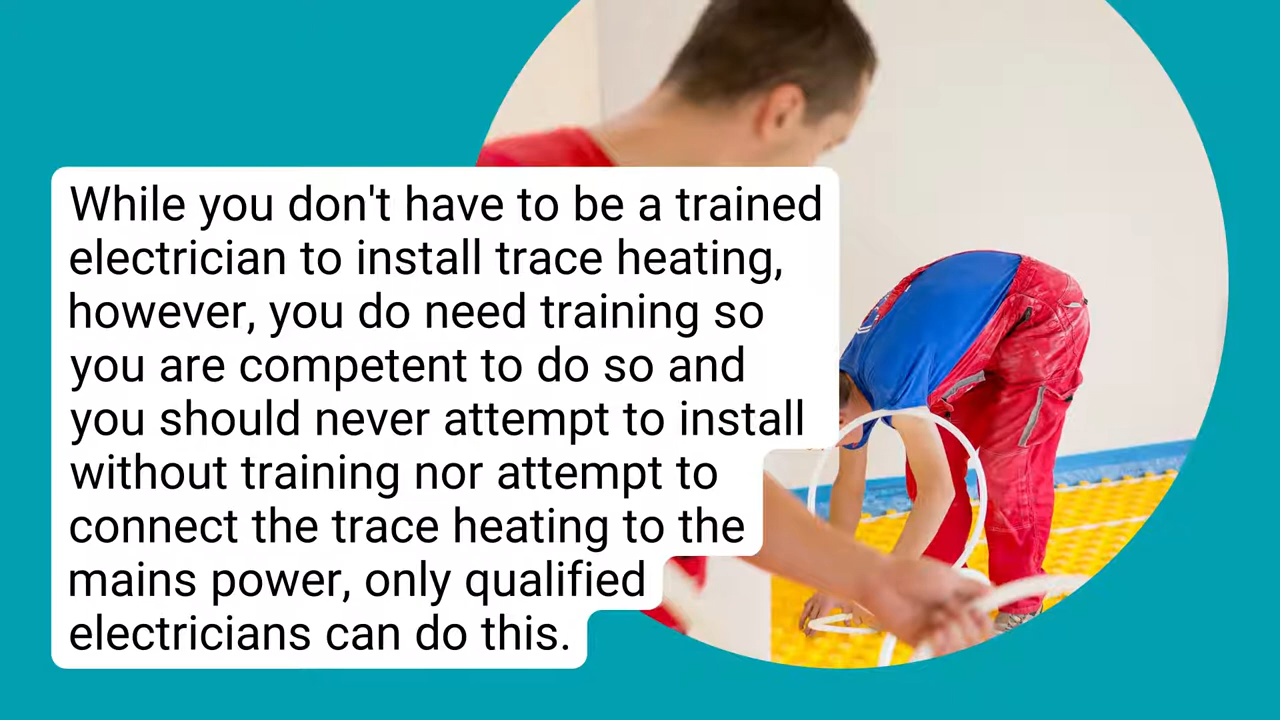 While you don't have to be a trained
electrician to install trace heating,
however, you do need training so
you are competent to do so and
you should never attempt to install
without training nor attempt to
connect the trace heating to the
mains power, only qualified
electricians can do this.